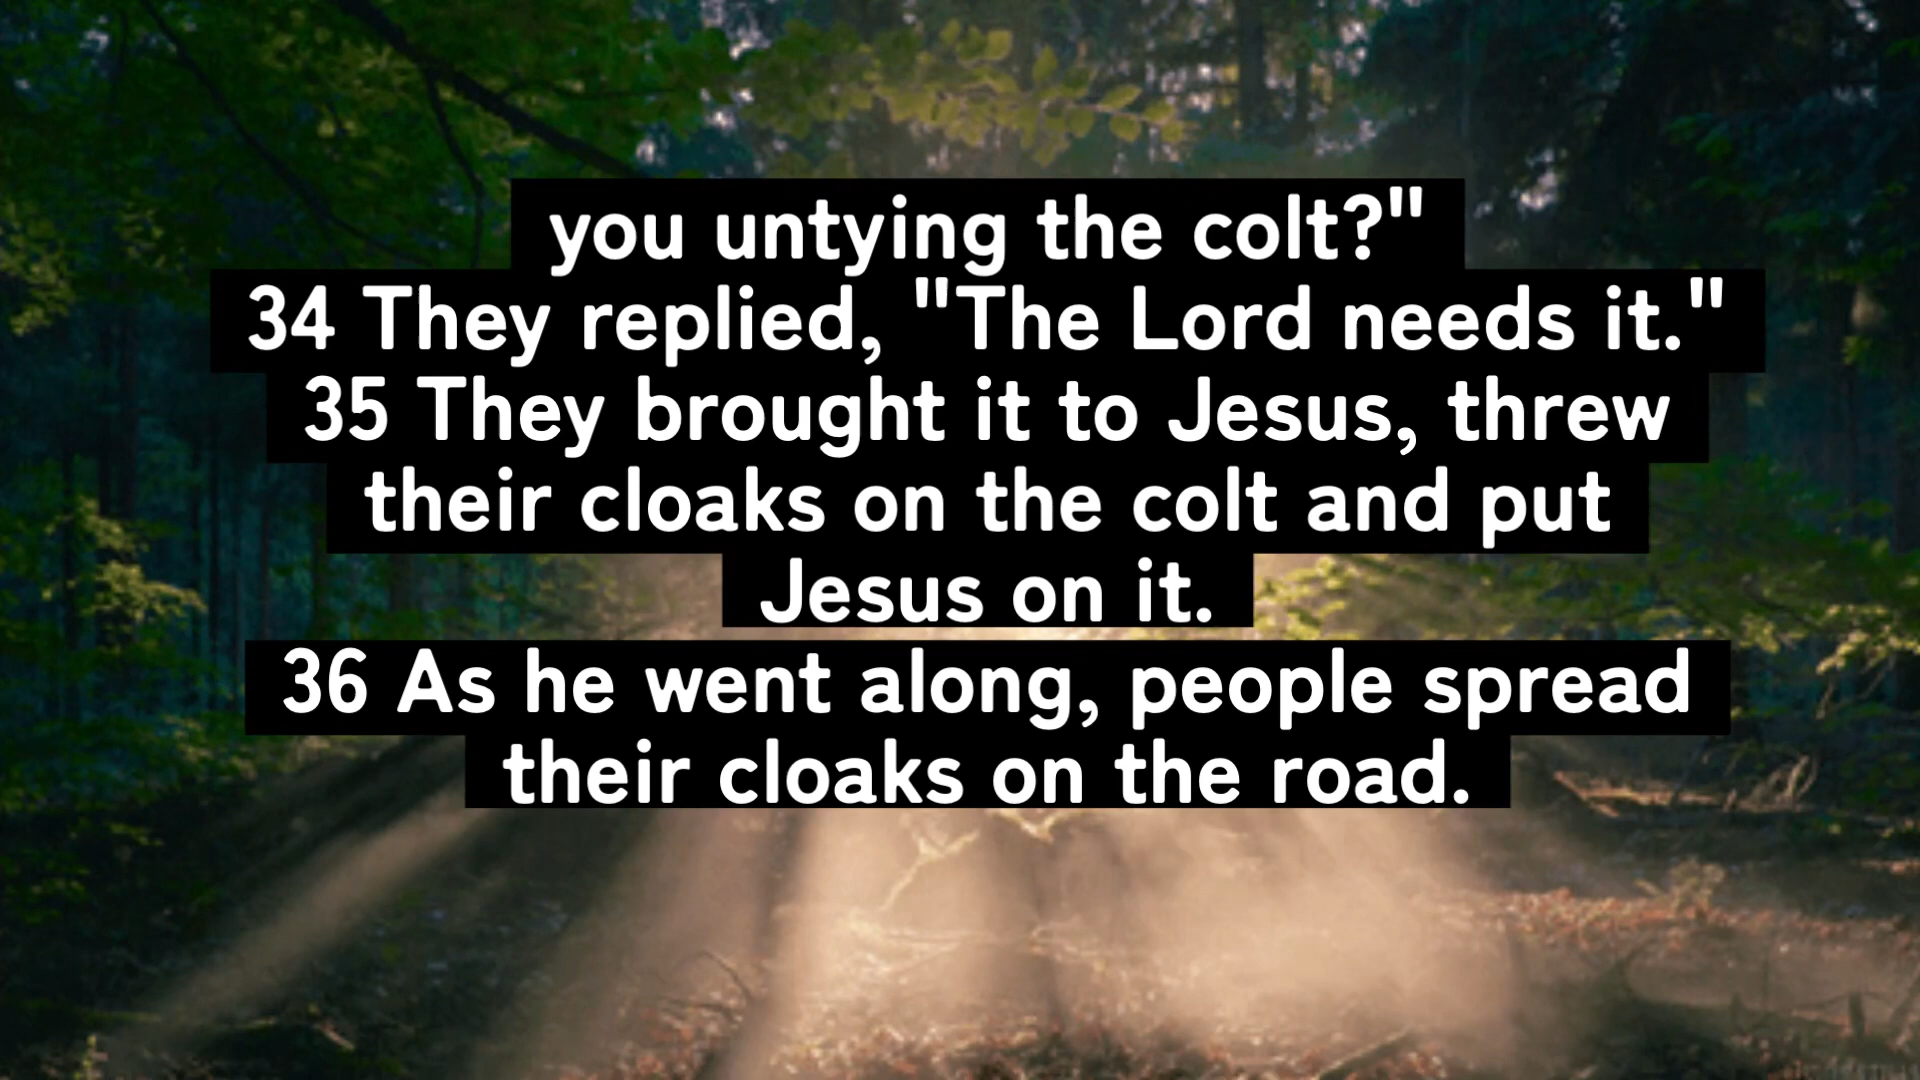 you untying the colt?"
34 They replied, "The Lord needs it."
35 They brought it to Jesus, threw
their cloaks on the colt and put
Jesus on it.
36 As he went along, people spread
their cloaks on the road.